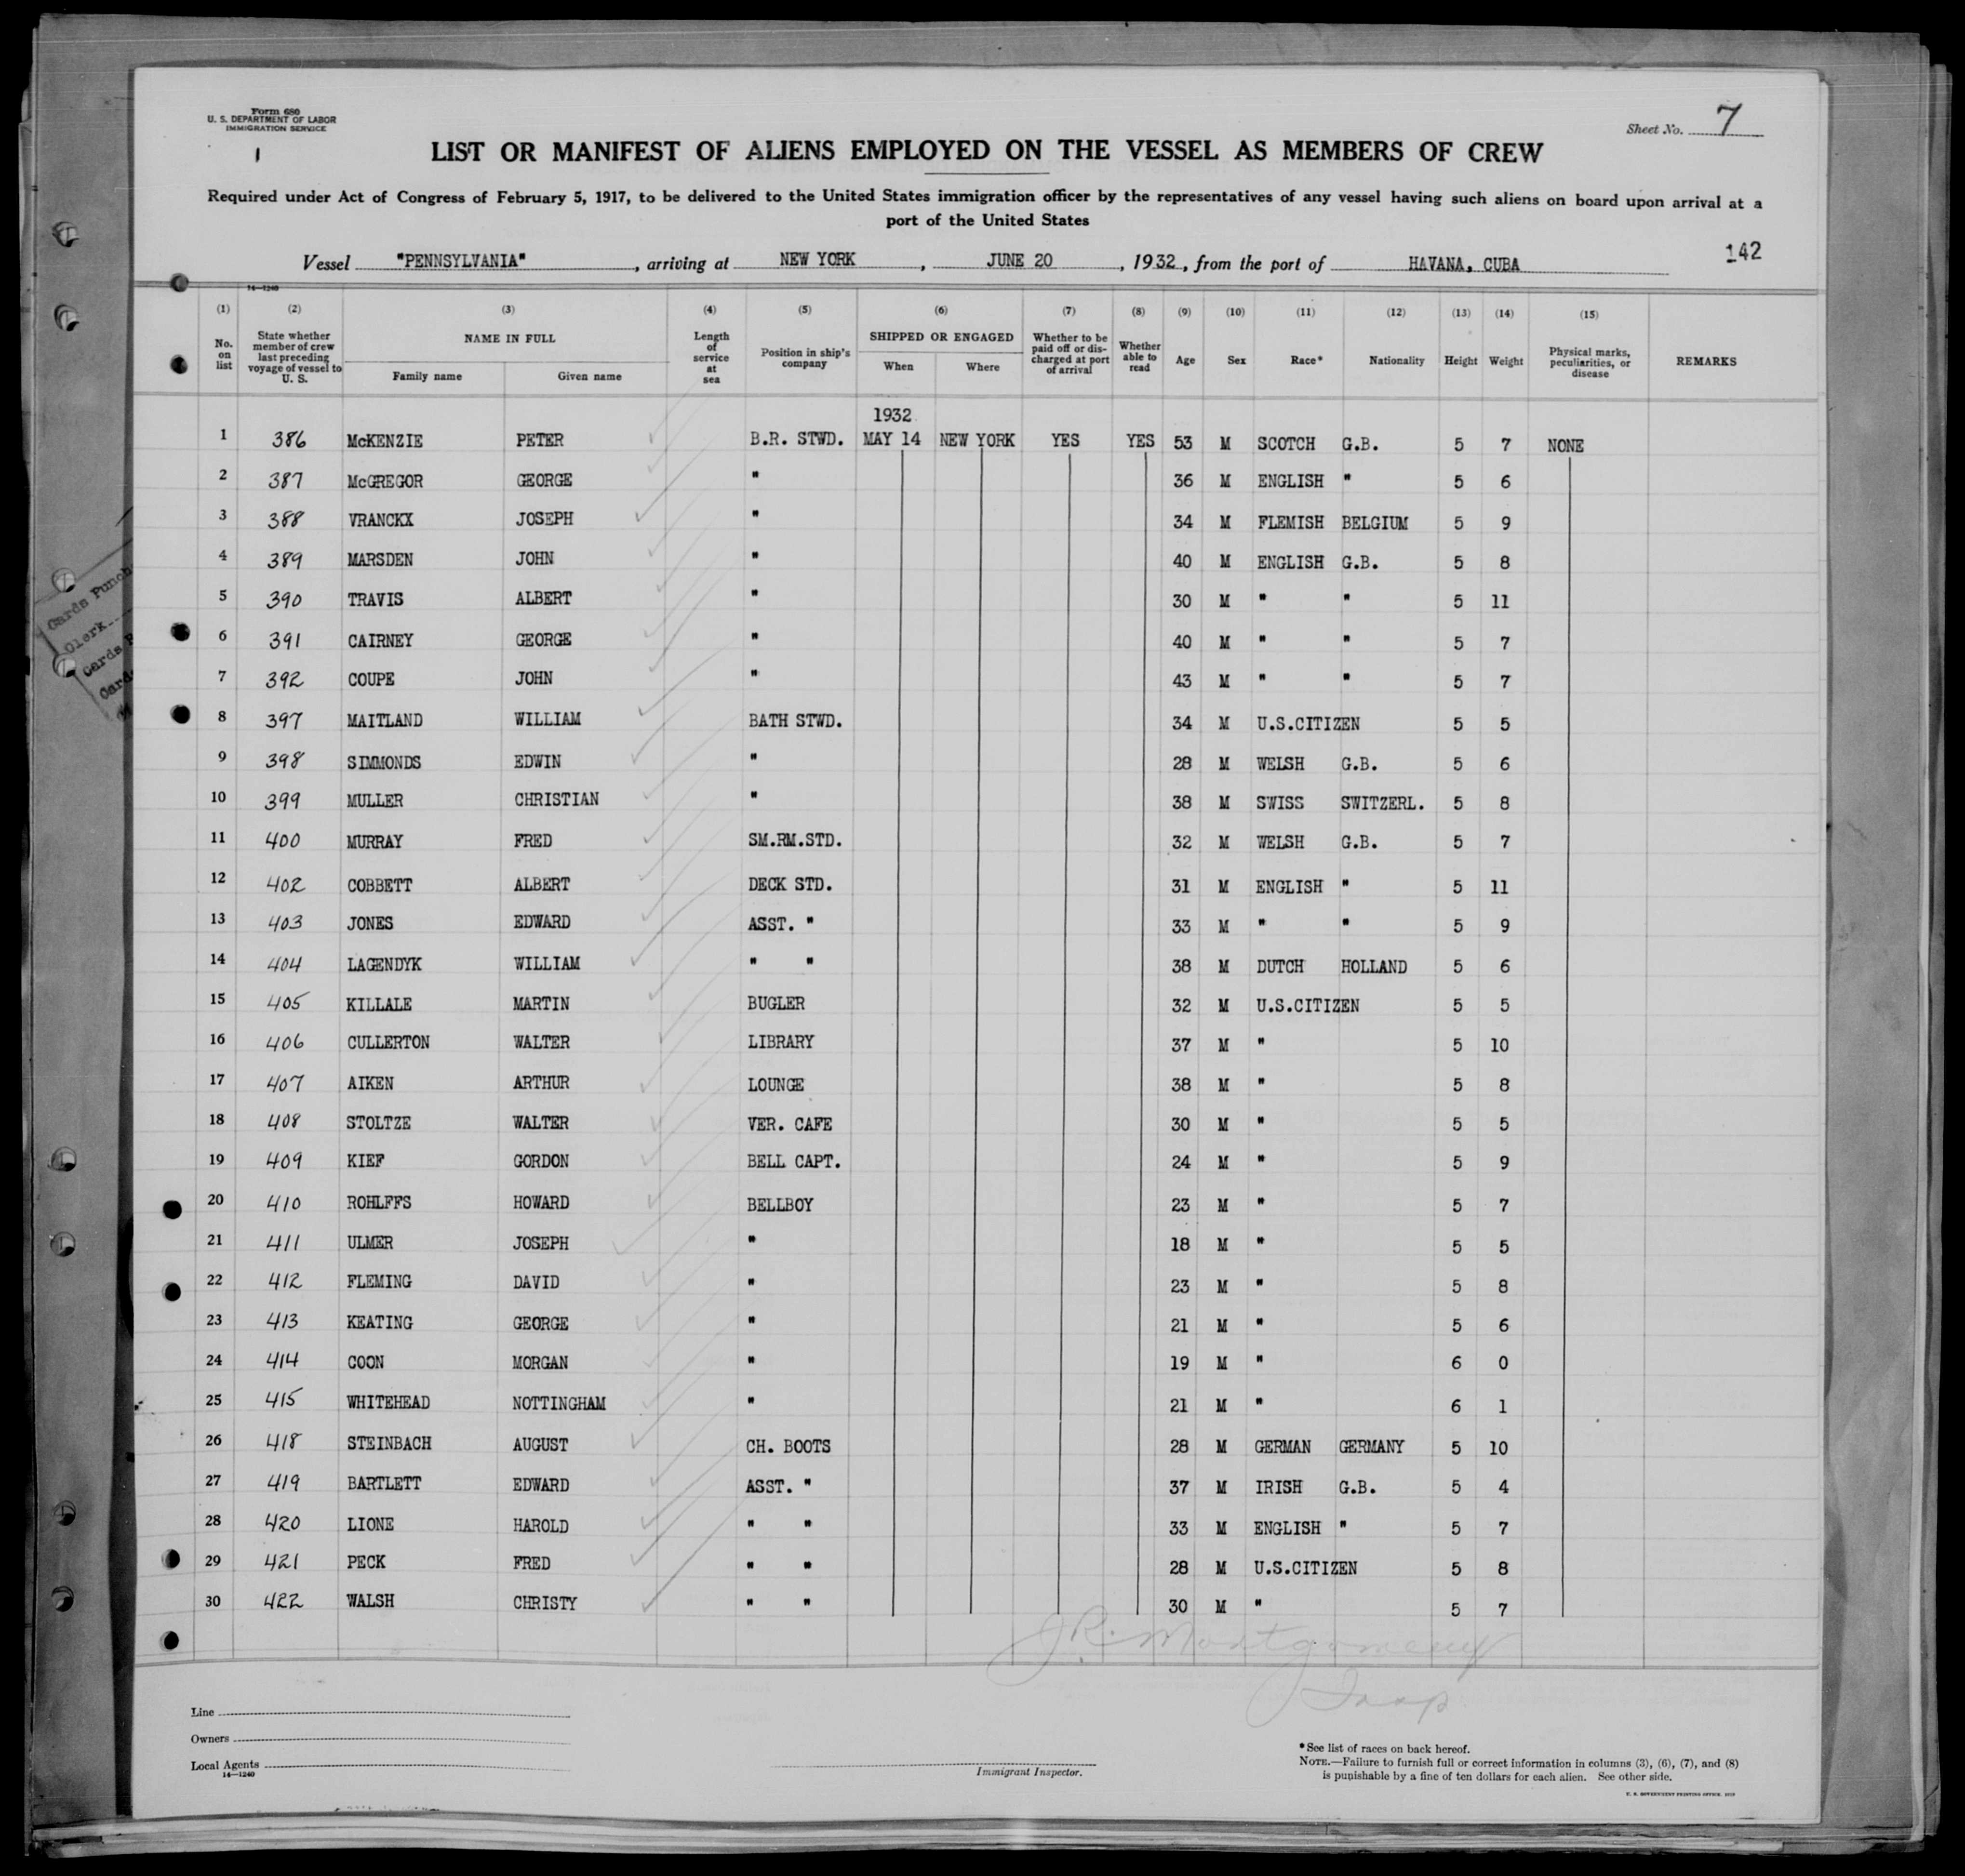 Form 680
U. S. DEPARTMENT OF LABOR
IMMIGRATION SERVICE
1
Sheet No. 7
LIST OR MANIFEST OF ALIENS EMPLOYED ON THE VESSEL AS MEMBERS OF CREW
Required under Act of Congress of February 5, 1917, to be delivered to the United States immigration officer by the representatives of any vessel having such aliens on board upon arrival at a
port of the United States
Vessel "PENNSYLVANIA", arriving at NEW YORK, JUNE 20, 1932, from the port of HAVANA, CUBA
142
14—1240
(1) (2) (3) (4) (5) (6) (7) (8) (9) (10) (11) (12) (13) (14) (15)
No. on list | State whether member of crew last preceding voyage of vessel to U. S. | NAME IN FULL | Family name | Given name | Length of service at sea | Position in ship's company | SHIPPED OR ENGAGED | When | Where | Whether to be paid off or discharged at port of arrival | Whether able to read | Age | Sex | Race* | Nationality | Height | Weight | Physical marks, peculiarities, or disease | REMARKS
1932
1 386 McKENZIE PETER B.R. STWD. MAY 14 NEW YORK YES YES 53 M SCOTCH G.B. 5 7 NONE
2 387 McGREGOR GEORGE " 36 M ENGLISH " 5 6
3 388 VRANCKX JOSEPH " 34 M FLEMISH BELGIUM 5 9
4 389 MARSDEN JOHN " 40 M ENGLISH G.B. 5 8
5 390 TRAVIS ALBERT " 30 M " " 5 11
6 391 CAIRNEY GEORGE " 40 M " " 5 7
7 392 COUPE JOHN " 43 M " " 5 7
8 397 MAITLAND WILLIAM BATH STWD. 34 M U.S.CITIZEN 5 5
9 398 SIMMONDS EDWIN " 28 M WELSH G.B. 5 6
10 399 MULLER CHRISTIAN " 38 M SWISS SWITZERL. 5 8
11 400 MURRAY FRED SM.RM.STD. 32 M WELSH G.B. 5 7
12 402 COBBETT ALBERT DECK STD. 31 M ENGLISH " 5 11
13 403 JONES EDWARD ASST. " 33 M " " 5 9
14 404 LAGENDYK WILLIAM " " 38 M DUTCH HOLLAND 5 6
15 405 KILLALE MARTIN BUGLER 32 M U.S.CITIZEN 5 5
16 406 CULLERTON WALTER LIBRARY 37 M " 5 10
17 407 AIKEN ARTHUR LOUNGE 38 M " 5 8
18 408 STOLTZE WALTER VER. CAFE 30 M " 5 5
19 409 KIEF GORDON BELL CAPT. 24 M " 5 9
20 410 ROHLFFS HOWARD BELLBOY 23 M " 5 7
21 411 ULMER JOSEPH " 18 M " 5 5
22 412 FLEMING DAVID " 23 M " 5 8
23 413 KEATING GEORGE " 21 M " 5 6
24 414 COON MORGAN " 19 M " 6 0
25 415 WHITEHEAD NOTTINGHAM " 21 M " 6 1
26 418 STEINBACH AUGUST CH. BOOTS 28 M GERMAN GERMANY 5 10
27 419 BARTLETT EDWARD ASST. " 37 M IRISH G.B. 5 4
28 420 LIONE HAROLD " " 33 M ENGLISH " 5 7
29 421 PECK FRED " " 28 M U.S.CITIZEN 5 8
30 422 WALSH CHRISTY " " 30 M " 5 7
J R. Montgomery
Insp
Line
Owners
Local Agents
14—1240
Immigrant Inspector.
*See list of races on back hereof.
NOTE.—Failure to furnish full or correct information in columns (3), (6), (7), and (8)
is punishable by a fine of ten dollars for each alien. See other side.
U. S. GOVERNMENT PRINTING OFFICE
Cards Punch
Clerk
Cards
Card